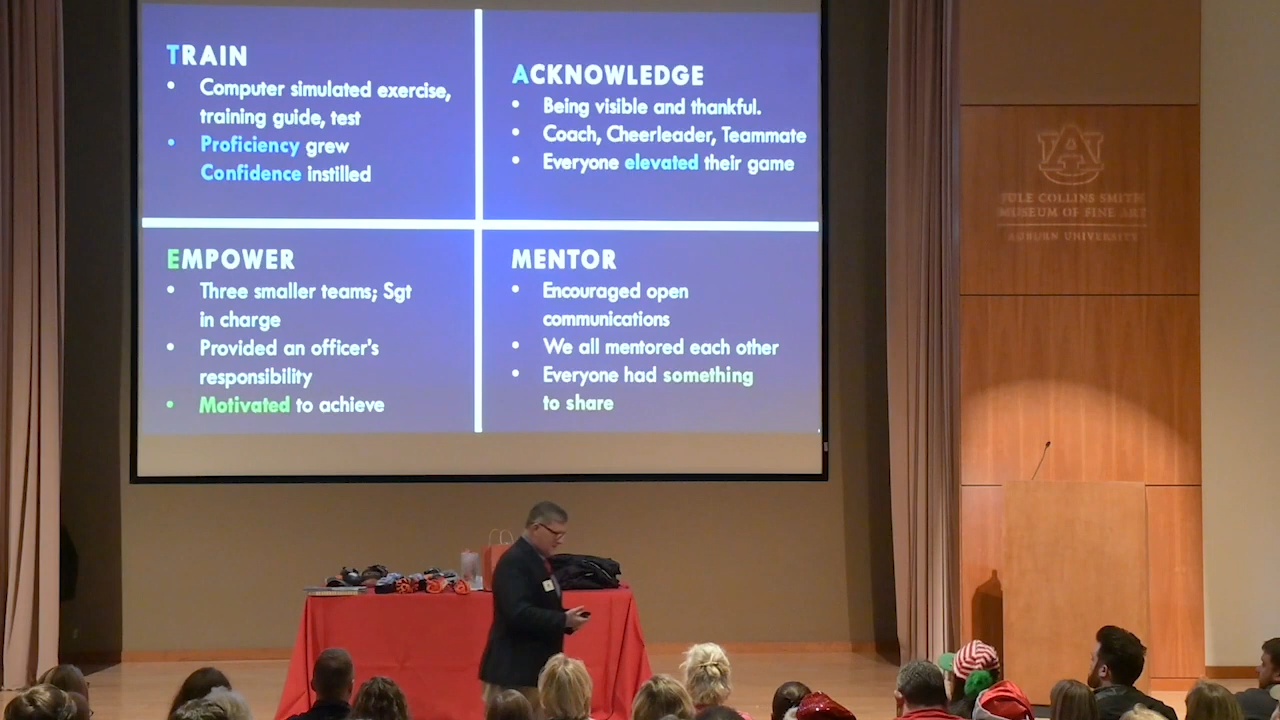 TRAIN
• Computer simulated exercise,
training guide, test
• Proficiency grew
Confidence instilled
ACKNOWLEDGE
• Being visible and thankful.
• Coach, Cheerleader, Teammate
• Everyone elevated their game
EMPOWER
• Three smaller teams; Sgt
in charge
• Provided an officer's
responsibility
• Motivated to achieve
MENTOR
• Encouraged open
communications
• We all mentored each other
• Everyone had something
to share
AU
JULE COLLINS SMITH
MUSEUM OF FINE ART
AUBURN UNIVERSITY